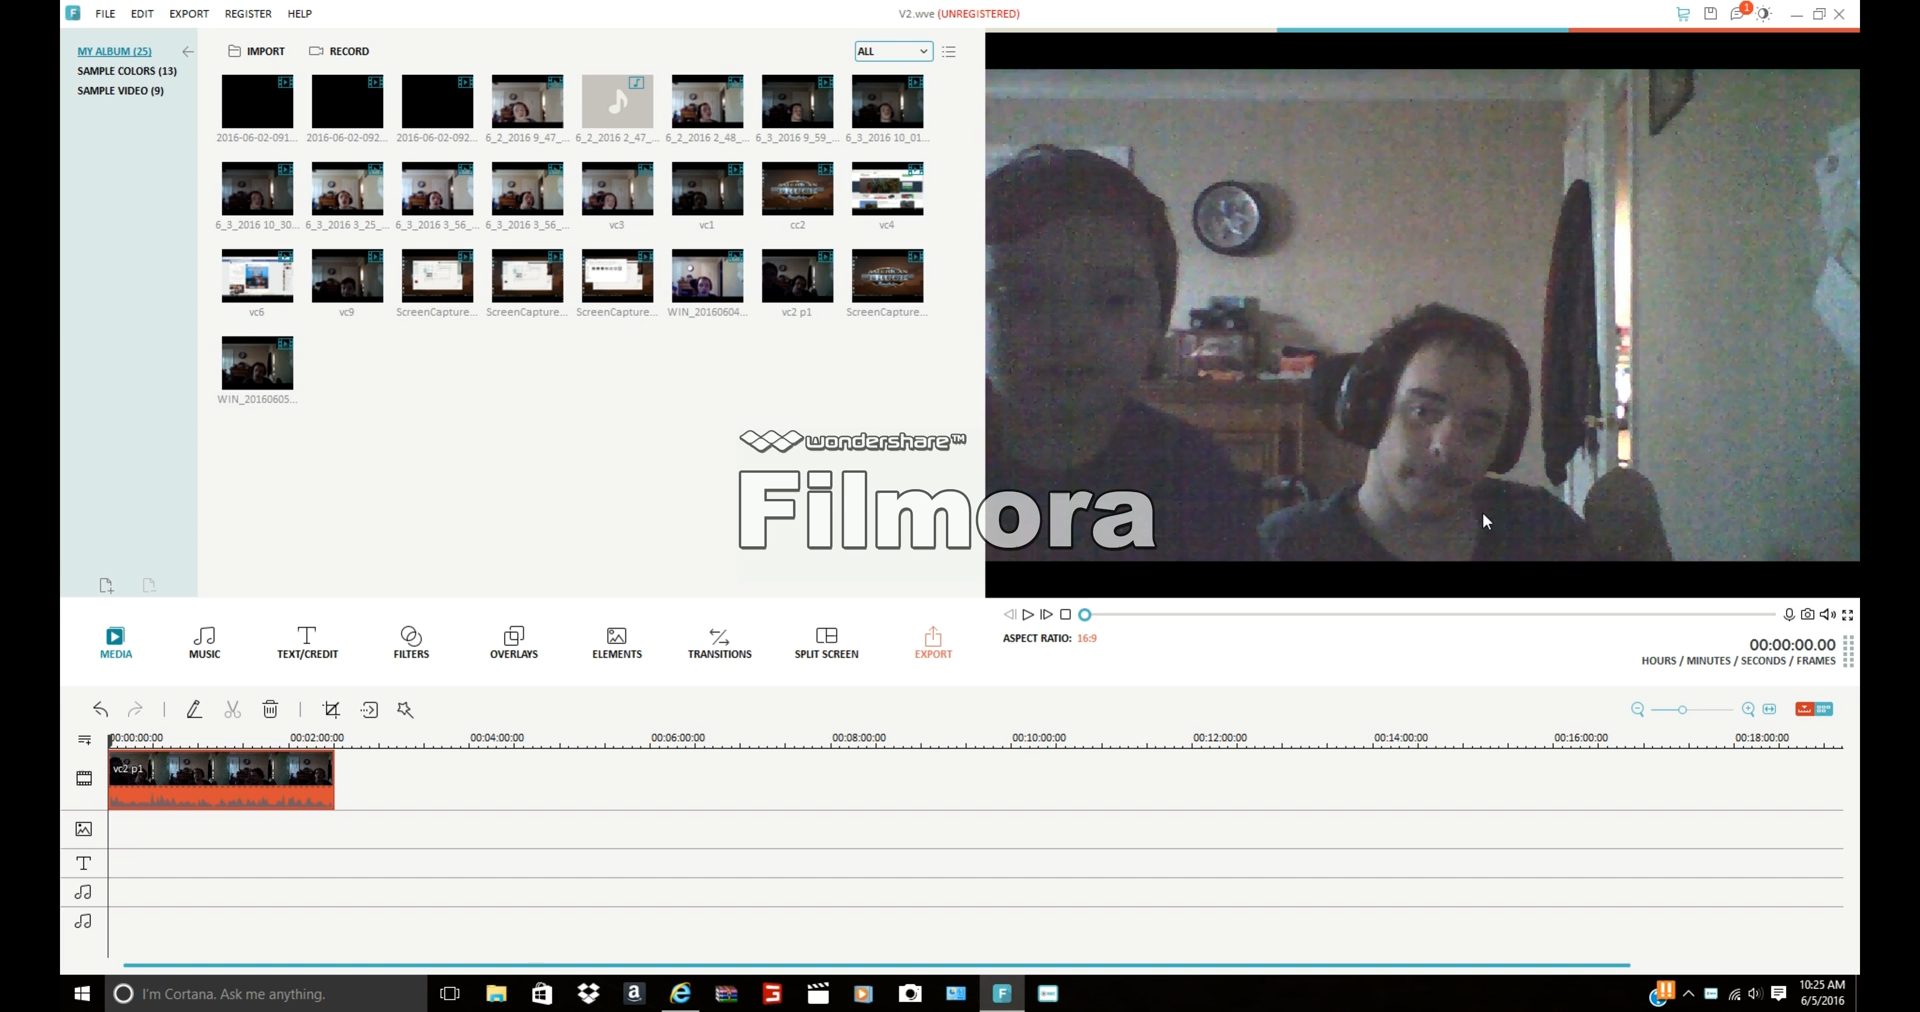 FILE EDIT EXPORT REGISTER HELP
V2.wve (UNREGISTERED)
1
MY ALBUM (25)
SAMPLE COLORS (13)
SAMPLE VIDEO (9)
IMPORT RECORD
ALL
2016-06-02-091... 2016-06-02-092... 2016-06-02-092... 6_2_2016 9_47_... 6_2_2016 2_47_... 6_2_2016 2_48_... 6_3_2016 9_59_... 6_3_2016 10_01...
6_3_2016 10_30... 6_3_2016 3_25_... 6_3_2016 3_56_... 6_3_2016 3_56_... vc3 vc1 cc2 vc4
vc6 vc9 ScreenCapture... ScreenCapture... ScreenCapture... WIN_20160604... vc2 p1 ScreenCapture...
WIN_20160605...
wondershare™
Filmora
MEDIA MUSIC TEXT/CREDIT FILTERS OVERLAYS ELEMENTS TRANSITIONS SPLIT SCREEN EXPORT
ASPECT RATIO: 16:9
00:00:00.00
HOURS / MINUTES / SECONDS / FRAMES
00:00:00:00 00:02:00:00 00:04:00:00 00:06:00:00 00:08:00:00 00:10:00:00 00:12:00:00 00:14:00:00 00:16:00:00 00:18:00:00
vc2 p1
I'm Cortana. Ask me anything.
10:25 AM
6/5/2016